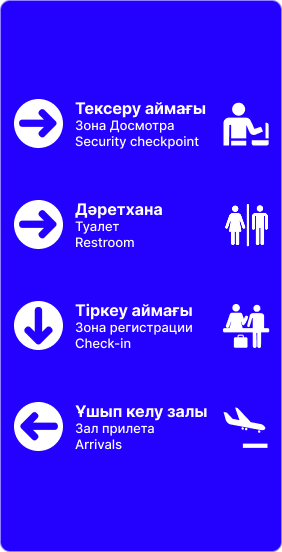 Тексеру аймағы
Зона Досмотра
Security checkpoint
Дәретхана
Туалет
Restroom
Тіркеу аймағы
Зона регистрации
Check-in
Ұшып келу залы
Зал прилета
Arrivals